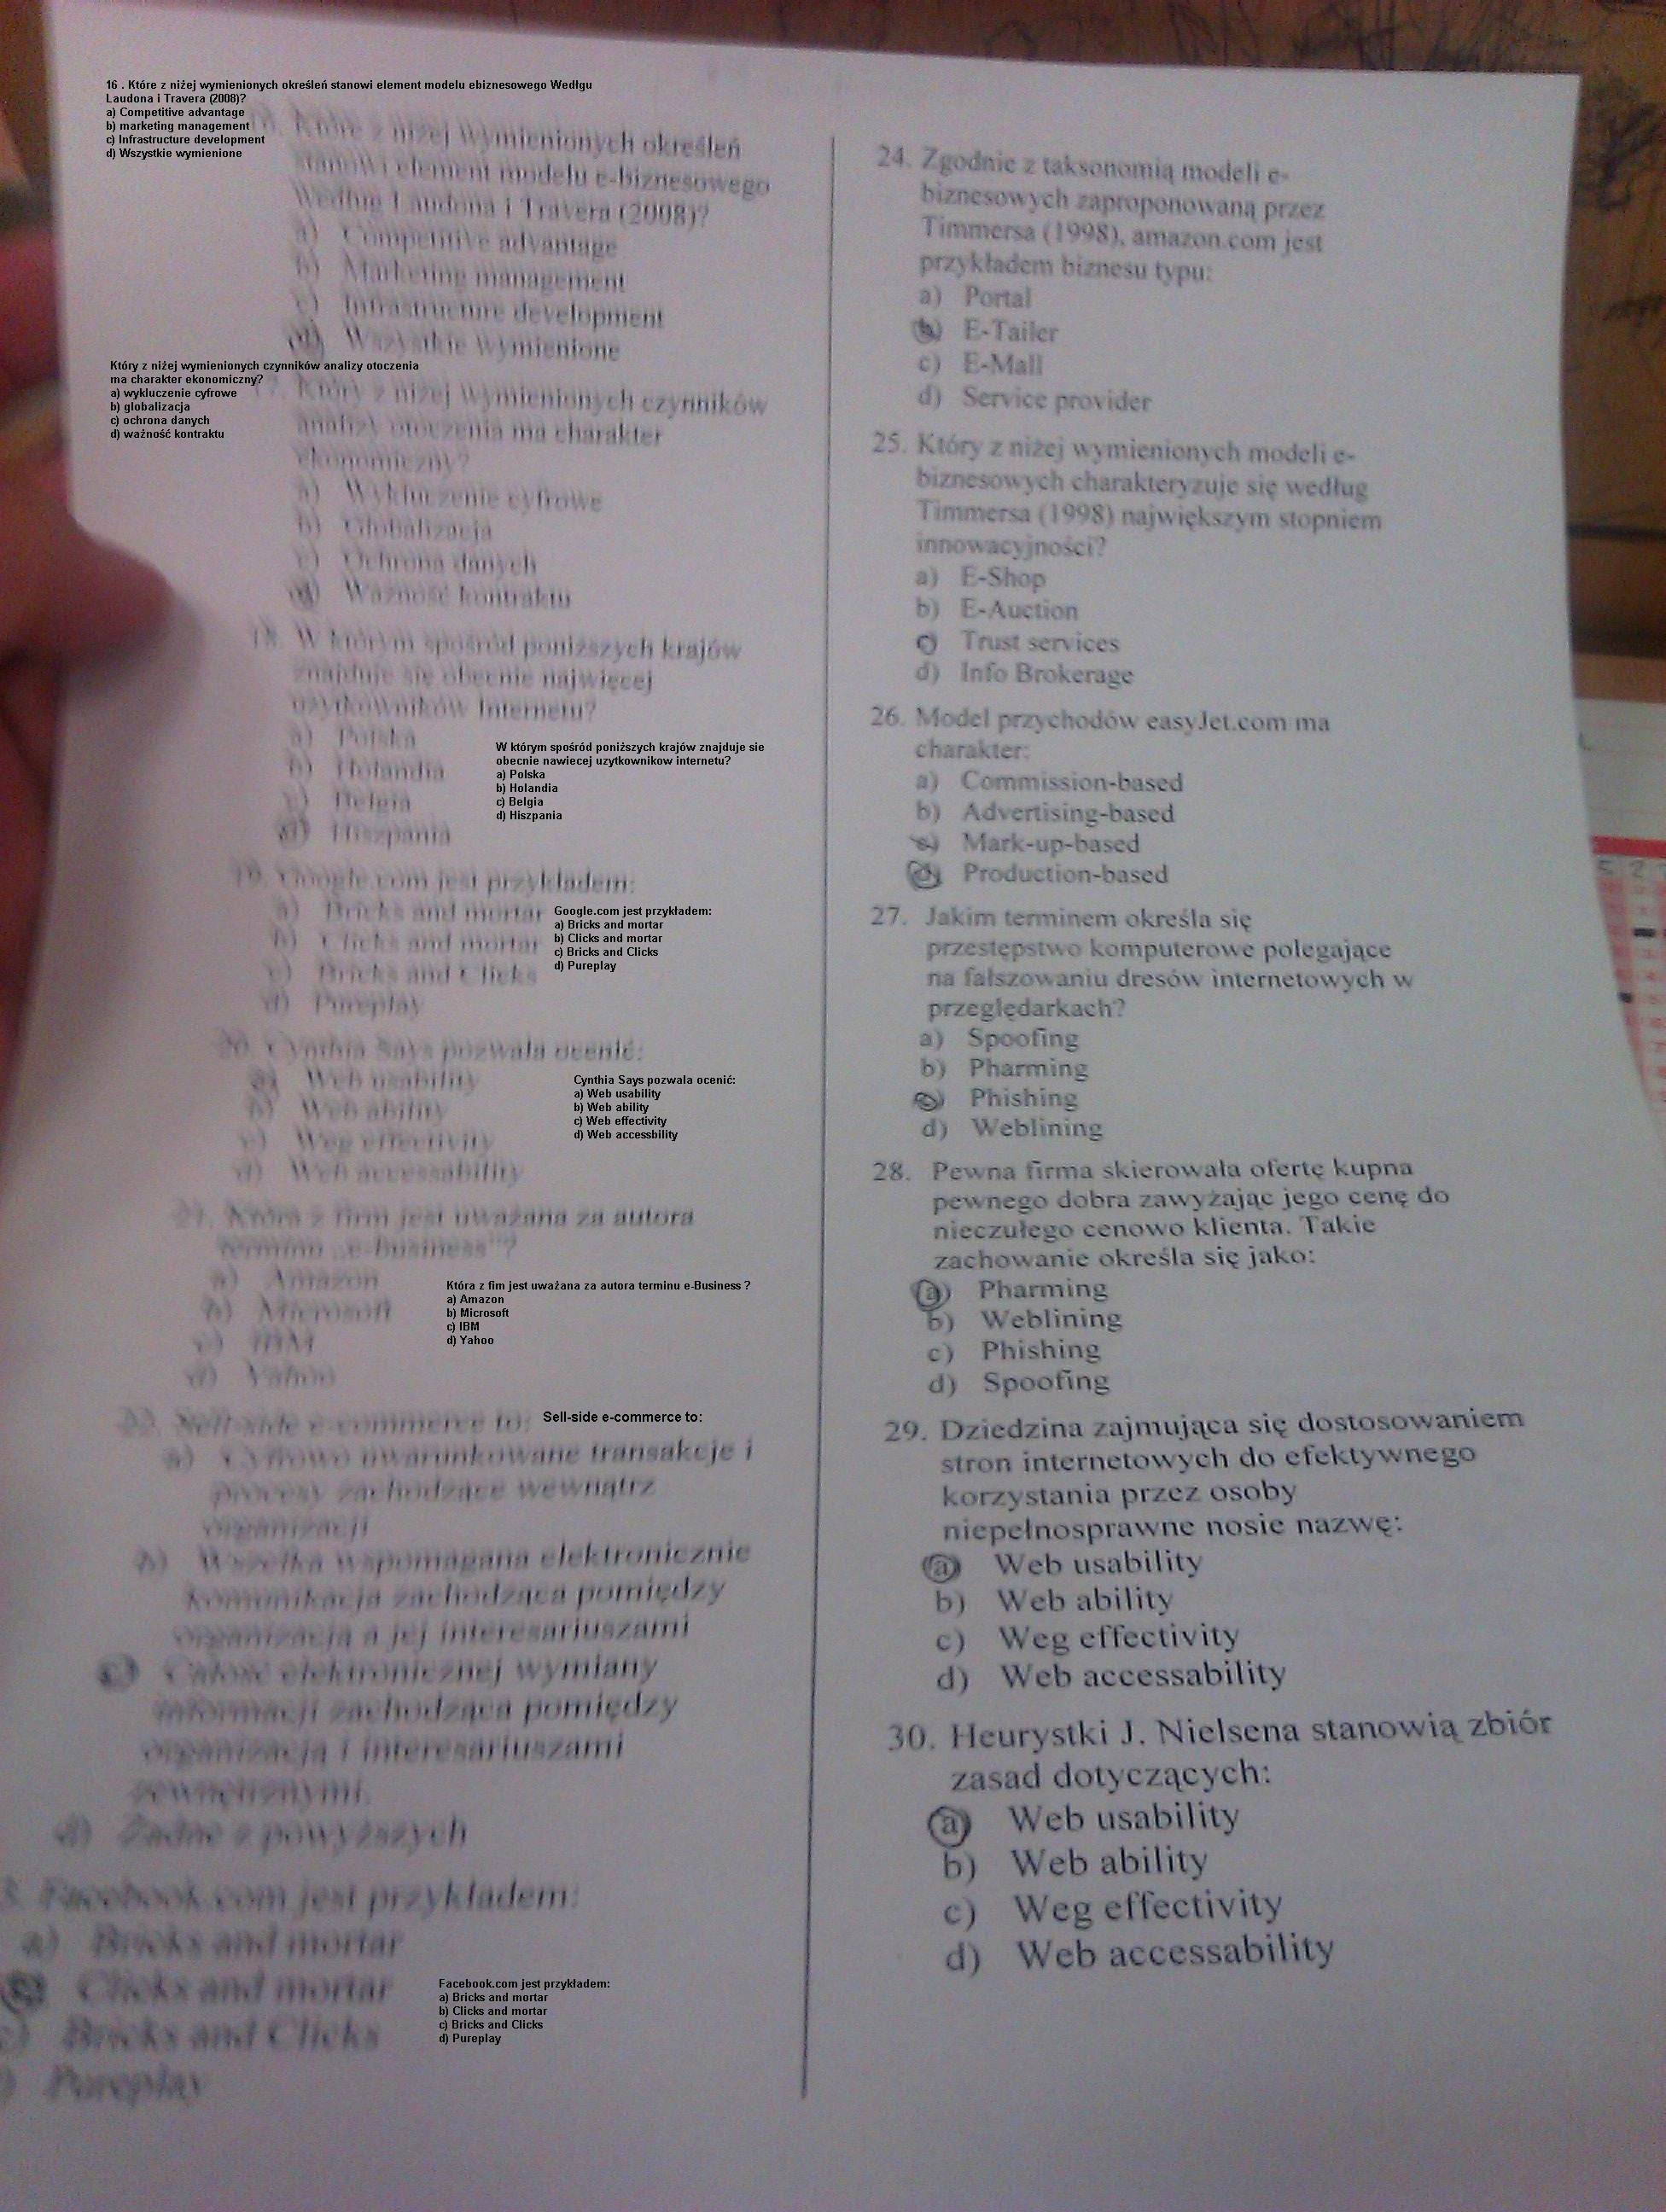 16 . Które z niżej wymienionych określeń stanowi element modelu ebiznesowego Wedłgu
Laudona i Travera (2008)?
a) Competitive advantage
b) marketing management
c) Infrastructure development
d) Wszystkie wymienione
Które z niżej wymienionych określeń
stanowi element modelu e-biznesowego
Według Laudona i Travera (2008)?
a) Competitive advantage
b) Marketing management
c) Infrastructure development
d) Wszystkie wymienione
Który z niżej wymienionych czynników analizy otoczenia
ma charakter ekonomiczny?
a) wykluczenie cyfrowe
b) globalizacja
c) ochrona danych
d) ważność kontraktu
Który z niżej wymienionych czynników
analizy otoczenia ma charakter
ekonomiczny?
a) Wykluczenie cyfrowe
b) Globalizacja
c) Ochrona danych
d) Ważność kontraktu
18. W którym spośród poniższych krajów
znajduje się obecnie najwięcej
użytkowników Internetu?
a) Polska
b) Holandia
c) Belgia
d) Hiszpania
W którym spośród poniższych krajów znajduje sie
obecnie nawiecej uzytkownikow internetu?
a) Polska
b) Holandia
c) Belgia
d) Hiszpania
19. Google.com jest przykładem:
a) Bricks and mortar
b) Clicks and mortar
c) Bricks and Clicks
d) Pureplay
Google.com jest przykładem:
a) Bricks and mortar
b) Clicks and mortar
c) Bricks and Clicks
d) Pureplay
20. Cynthia Says pozwala ocenić:
a) Web usability
b) Web ability
c) Weg effectivity
d) Web accessability
Cynthia Says pozwala ocenić:
a) Web usability
b) Web ability
c) Web effectivity
d) Web accessbility
21. Która z firm jest uważana za autora
terminu „e-business"?
a) Amazon
b) Microsoft
c) IBM
d) Yahoo
Która z fim jest uważana za autora terminu e-Business ?
a) Amazon
b) Microsoft
c) IBM
d) Yahoo
22. Sell-side e-commerce to:
Sell-side e-commerce to:
a) Cyfrowo uwarunkowane transakcje i
procesy zachodzące wewnątrz
organizacji
b) Wszelka wspomagana elektronicznie
komunikacja zachodząca pomiędzy
organizacją a jej interesariuszami
c) Całość elektronicznej wymiany
informacji zachodząca pomiędzy
organizacją i interesariuszami
zewnętrznymi
d) Żadne z powyższych
Facebook.com jest przykładem:
a) Bricks and mortar
Clicks and mortar
c) Bricks and Clicks
Pureplay
Facebook.com jest przykładem:
a) Bricks and mortar
b) Clicks and mortar
c) Bricks and Clicks
d) Pureplay
24. Zgodnie z taksonomią modeli e-
biznesowych zaproponowaną przez
Timmersa (1998), amazon.com jest
przykładem biznesu typu:
a) Portal
b) E-Tailer
c) E-Mall
d) Service provider
25. Który z niżej wymienionych modeli e-
biznesowych charakteryzuje się według
Timmersa (1998) największym stopniem
innowacyjności?
a) E-Shop
b) E-Auction
c) Trust services
d) Info Brokerage
26. Model przychodów easyJet.com ma
charakter:
a) Commission-based
b) Advertising-based
c) Mark-up-based
d) Production-based
27. Jakim terminem określa się
przestępstwo komputerowe polegające
na fałszowaniu dresów internetowych w
przeglądarkach?
a) Spoofing
b) Pharming
c) Phishing
d) Weblining
28. Pewna firma skierowała ofertę kupna
pewnego dobra zawyżając jego cenę do
nieczułego cenowo klienta. Takie
zachowanie określa się jako:
a) Pharming
b) Weblining
c) Phishing
d) Spoofing
29. Dziedzina zajmująca się dostosowaniem
stron internetowych do efektywnego
korzystania przez osoby
niepełnosprawne nosie nazwę:
a) Web usability
b) Web ability
c) Weg effectivity
d) Web accessability
30. Heurystki J. Nielsena stanowią zbiór
zasad dotyczących:
a) Web usability
b) Web ability
c) Weg effectivity
d) Web accessability